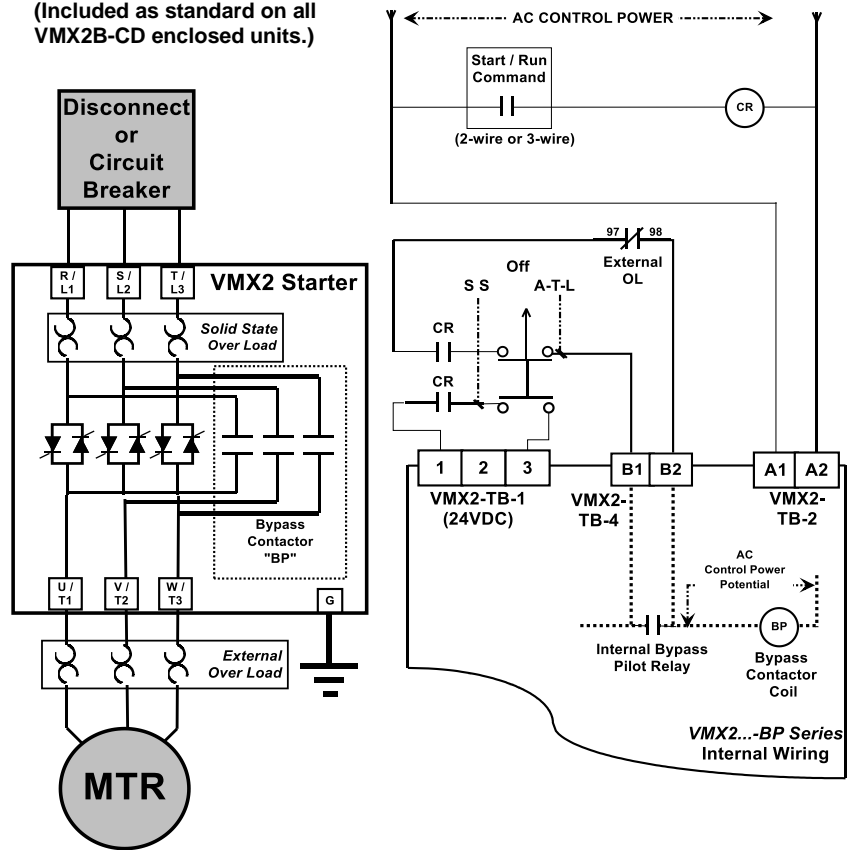 (Included as standard on all
VMX2B-CD enclosed units.)
AC CONTROL POWER
Start / Run
Command
CR
(2-wire or 3-wire)
Disconnect
or
Circuit
Breaker
97 98
External
OL
Off
S S A-T-L
CR
CR
R /
L1
S /
L2
T /
L3
VMX2 Starter
Solid State
Over Load
Bypass
Contactor
"BP"
U /
T1
V /
T2
W /
T3
G
External
Over Load
MTR
1 2 3
VMX2-TB-1
(24VDC)
B1 B2
VMX2-
TB-4
A1 A2
VMX2-
TB-2
AC
Control Power
Potential
BP
Internal Bypass
Pilot Relay
Bypass
Contactor
Coil
VMX2...-BP Series
Internal Wiring